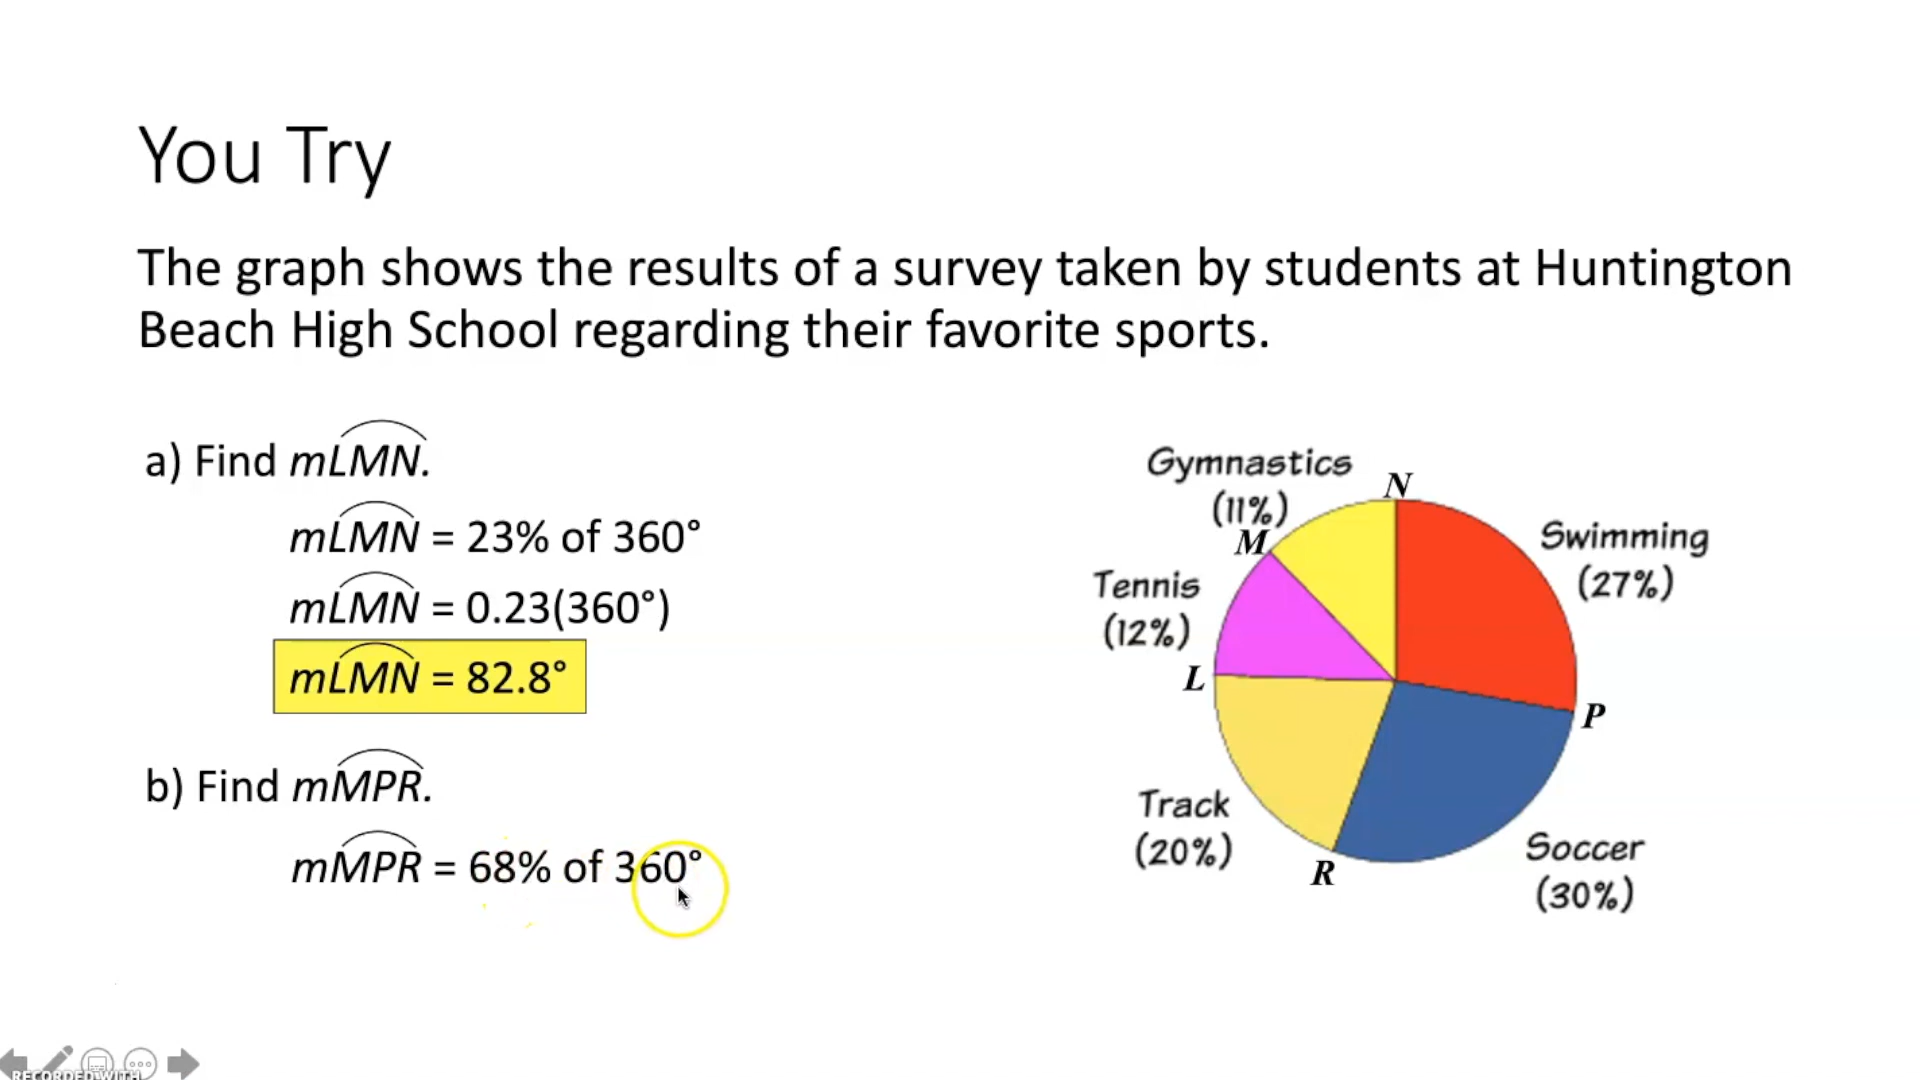 You Try
The graph shows the results of a survey taken by students at Huntington
Beach High School regarding their favorite sports.
a) Find mLMN.
mLMN = 23% of 360°
mLMN = 0.23(360°)
mLMN = 82.8°
b) Find mMPR.
mMPR = 68% of 360°
Gymnastics
(11%)
N
M
Swimming
(27%)
Tennis
(12%)
L
P
Track
(20%)
R
Soccer
(30%)
RECORDED WITH